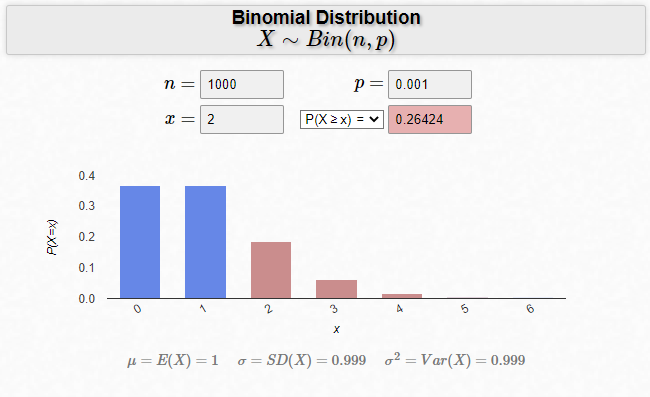 Binomial Distribution
X ∼ Bin(n, p)
n = 1000 p = 0.001
x = 2 P(X ≥ x) = 0.26424
0.4
0.3
0.2
0.1
0.0
P(X=x)
0 1 2 3 4 5 6
x
μ = E(X) = 1 σ = SD(X) = 0.999 σ² = Var(X) = 0.999